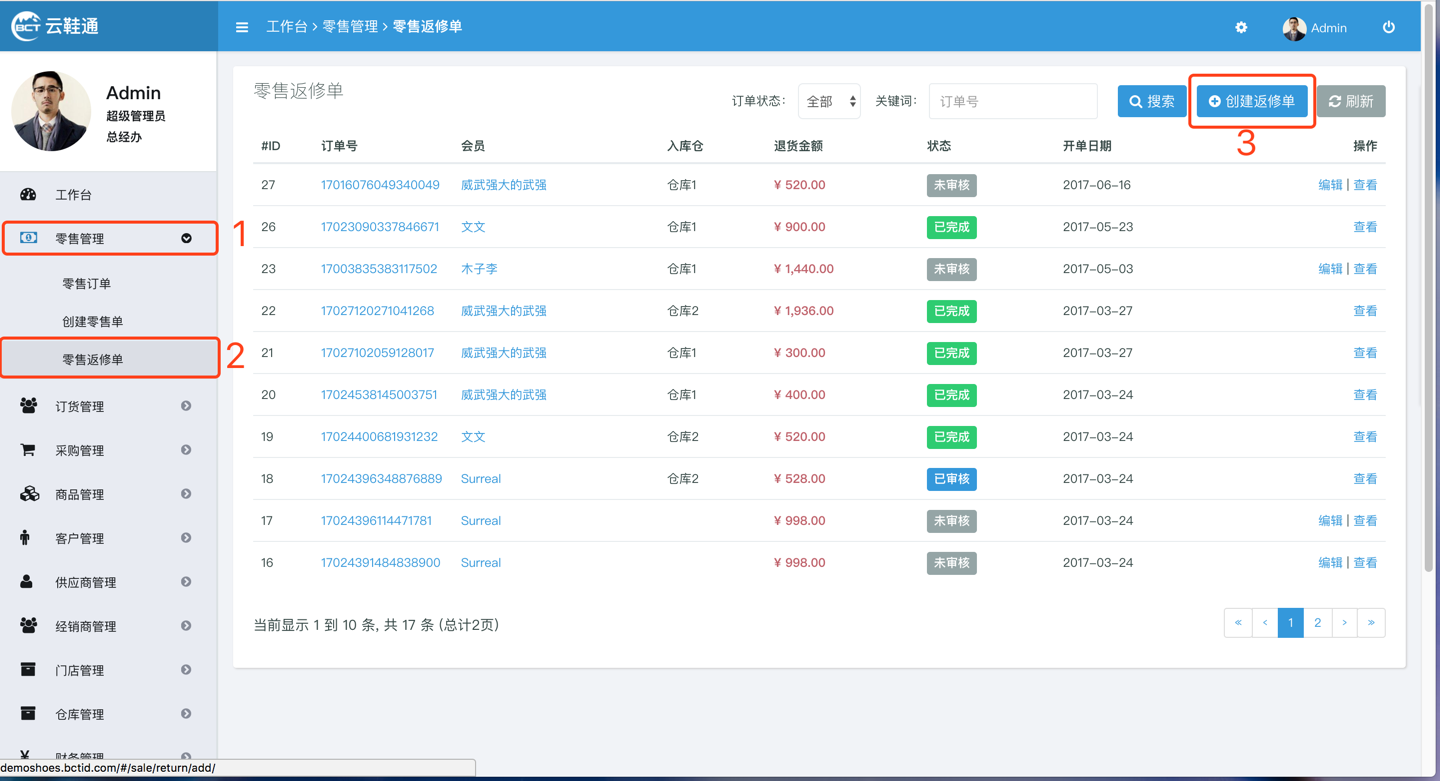 BCT 云鞋通
工作台 > 零售管理 > 零售返修单
Admin
Admin
超级管理员
总经办
工作台
零售管理
1
零售订单
创建零售单
零售返修单
2
订货管理
采购管理
商品管理
客户管理
供应商管理
经销商管理
门店管理
仓库管理
财务管理
demoshoes.bctid.com/#/sale/return/add/
零售返修单
订单状态: 全部 关键词: 订单号 搜索 创建返修单 刷新
3
#ID 订单号 会员 入库仓 退货金额 状态 开单日期 操作
27 17016076049340049 威武强大的武强 仓库1 ¥ 520.00 未审核 2017-06-16 编辑 | 查看
26 17023090337846671 文文 仓库1 ¥ 900.00 已完成 2017-05-23 查看
23 17003835383117502 木子李 仓库1 ¥ 1,440.00 未审核 2017-05-03 编辑 | 查看
22 17027120271041268 威武强大的武强 仓库2 ¥ 1,936.00 已完成 2017-03-27 查看
21 17027102059128017 威武强大的武强 仓库1 ¥ 300.00 已完成 2017-03-27 查看
20 17024538145003751 威武强大的武强 仓库1 ¥ 400.00 已完成 2017-03-24 查看
19 17024400681931232 文文 仓库2 ¥ 520.00 已完成 2017-03-24 查看
18 17024396348876889 Surreal 仓库2 ¥ 528.00 已审核 2017-03-24 查看
17 17024396114471781 Surreal ¥ 998.00 未审核 2017-03-24 编辑 | 查看
16 17024391484838900 Surreal ¥ 998.00 未审核 2017-03-24 编辑 | 查看
当前显示 1 到 10 条, 共 17 条 (总计2页)
« ‹ 1 2 › »